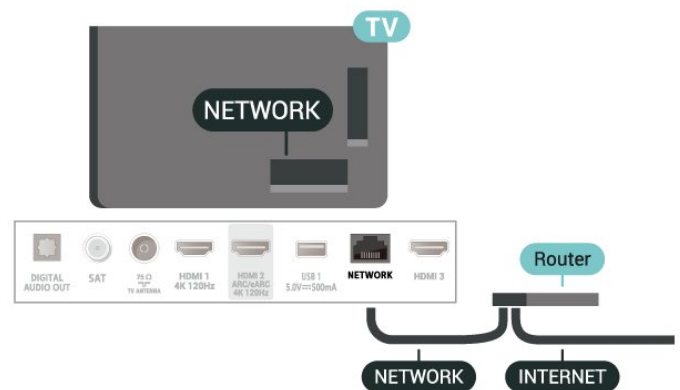 TV
NETWORK
DIGITAL
AUDIO OUT
SAT
75 Ω
TV ANTENNA
HDMI 1
4K 120Hz
HDMI 2
ARC/eARC
4K 120Hz
USB 1
5.0V⎓500mA
NETWORK
HDMI 3
Router
NETWORK
INTERNET